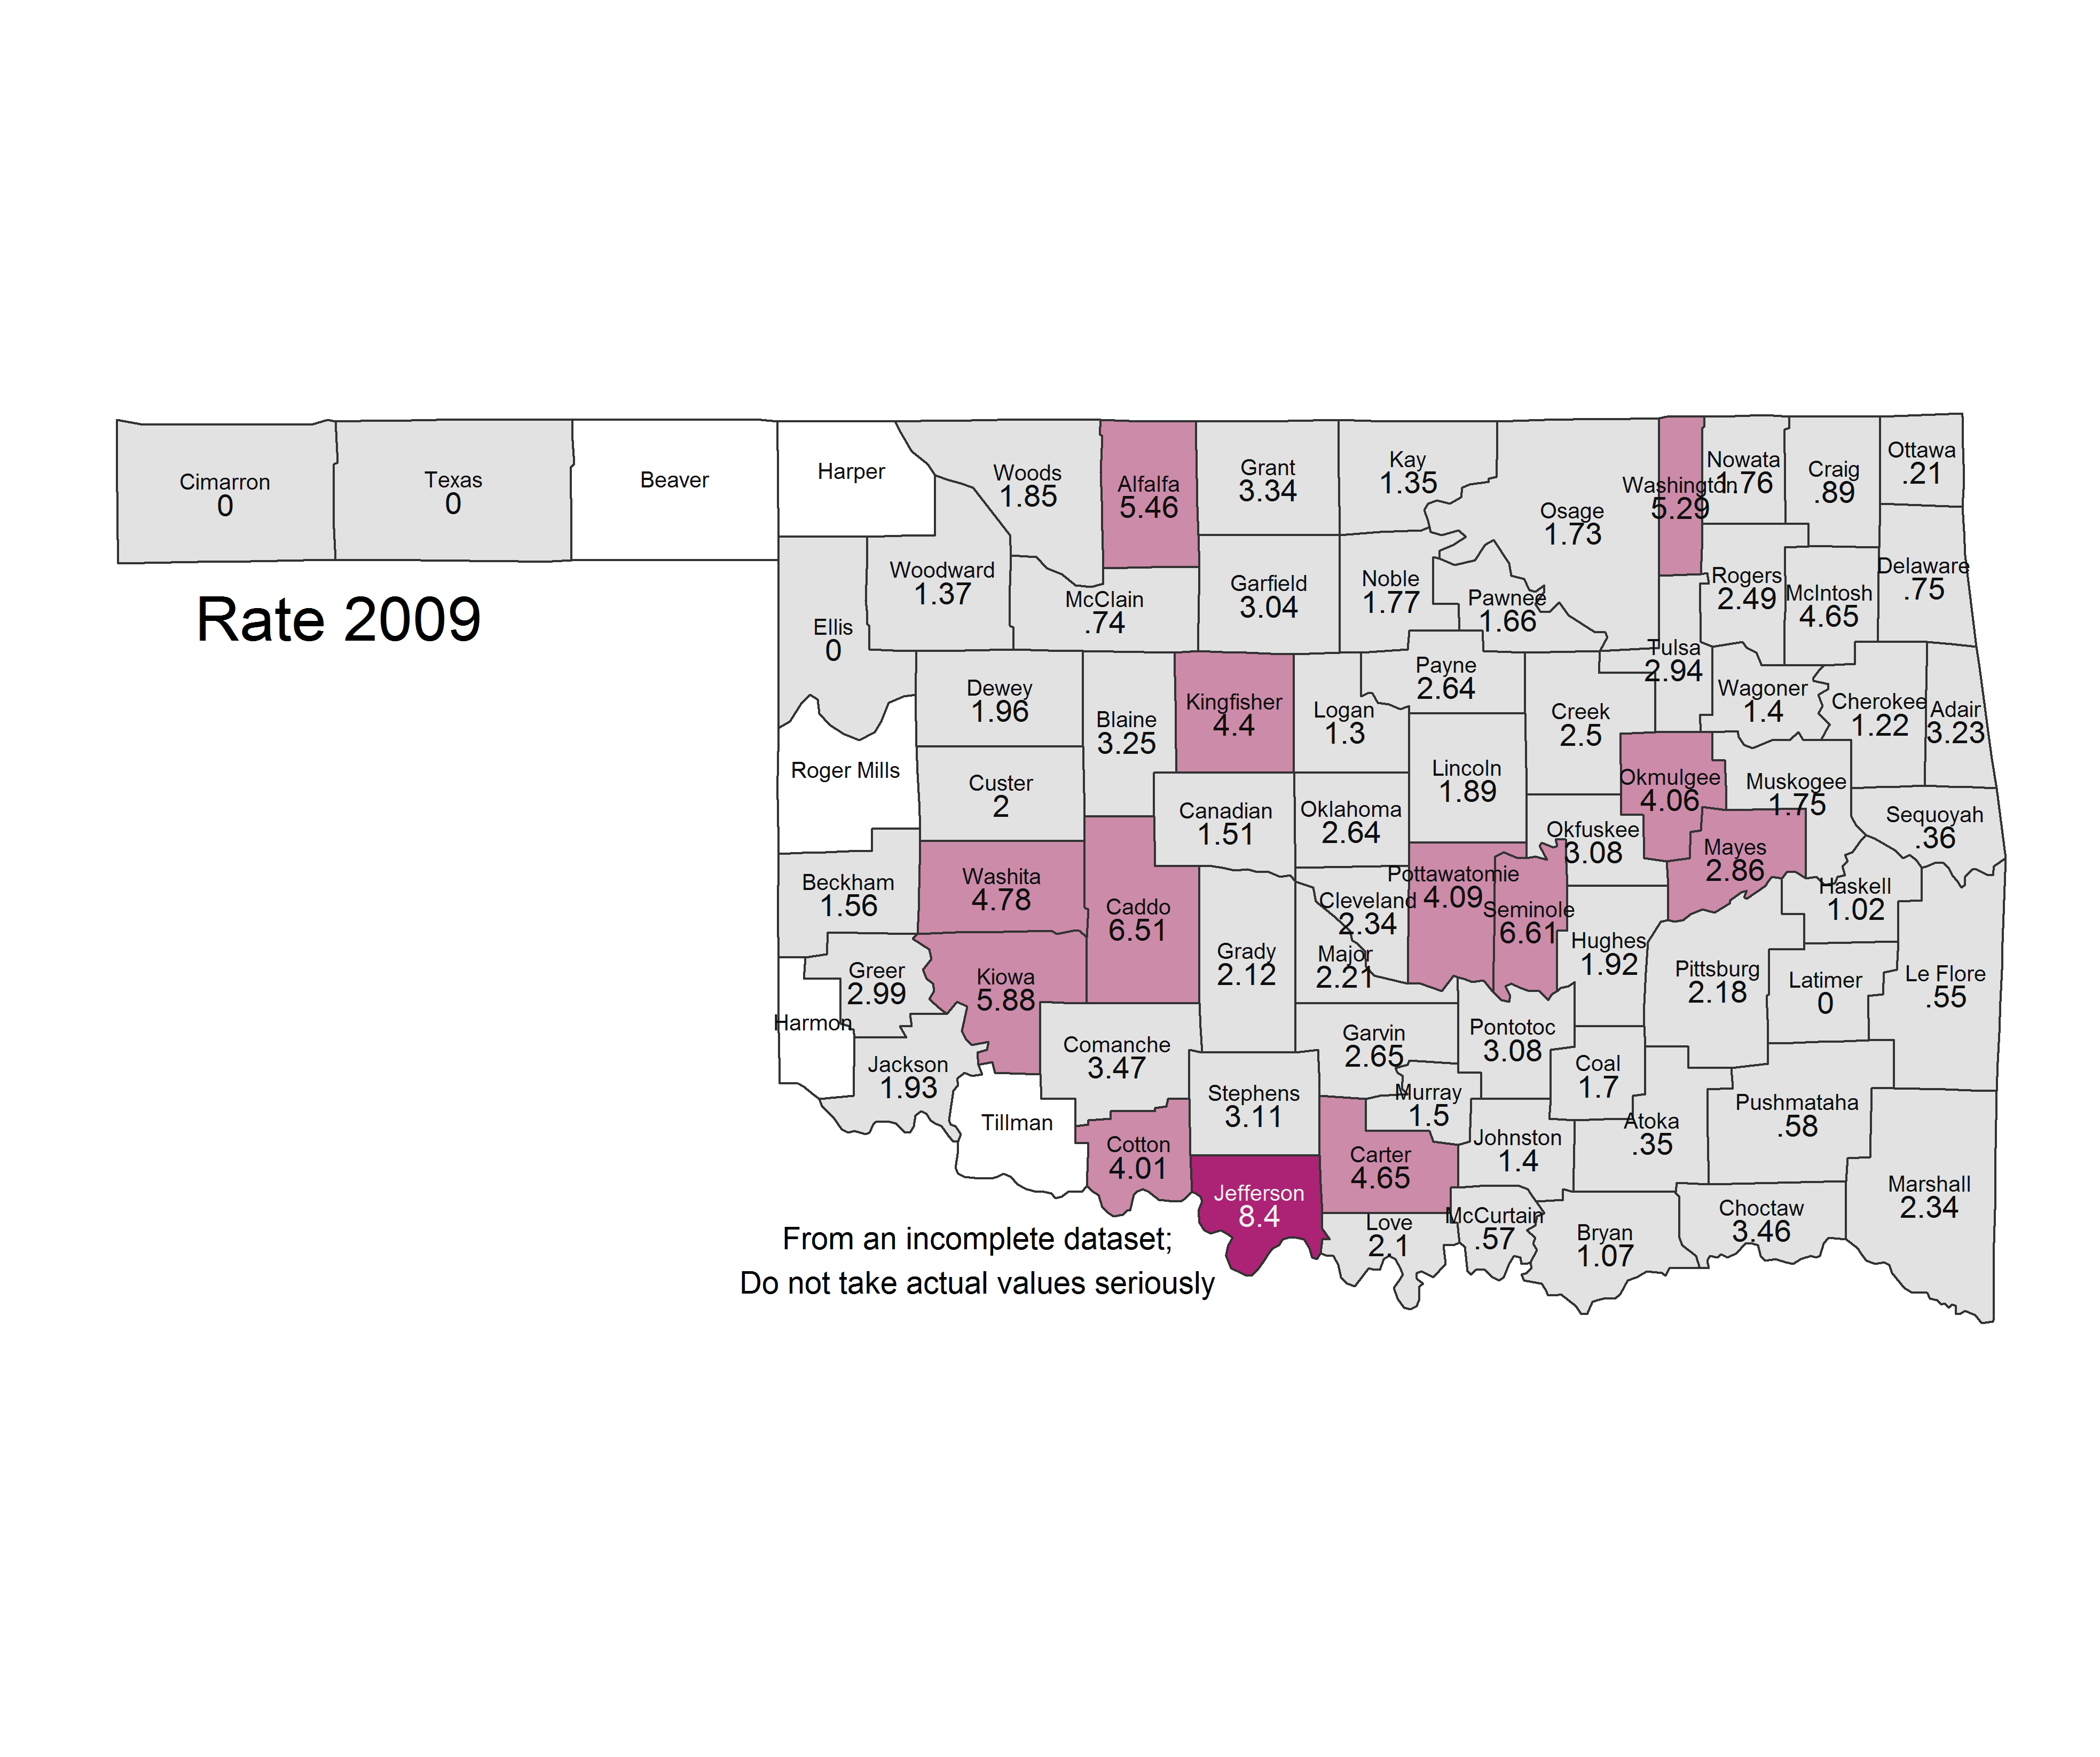 Cimarron
0
Texas
0
Beaver
Harper
Woods
1.85
Alfalfa
5.46
Grant
3.34
Kay
1.35
Osage
1.73
Washington
5.29
Nowata
1.76
Craig
.89
Ottawa
.21
Rate 2009
Ellis
0
Woodward
1.37
McClain
.74
Garfield
3.04
Noble
1.77
Pawnee
1.66
Rogers
2.49
McIntosh
4.65
Delaware
.75
Dewey
1.96
Blaine
3.25
Kingfisher
4.4
Logan
1.3
Payne
2.64
Creek
2.5
Tulsa
2.94
Wagoner
1.4
Cherokee
1.22
Adair
3.23
Roger Mills
Custer
2
Canadian
1.51
Oklahoma
2.64
Lincoln
1.89
Okmulgee
4.06
Muskogee
1.75
Sequoyah
.36
Beckham
1.56
Washita
4.78
Caddo
6.51
Cleveland
2.34
Pottawatomie
4.09
Seminole
6.61
Okfuskee
3.08
Mayes
2.86
Haskell
1.02
Greer
2.99
Kiowa
5.88
Grady
2.12
Major
2.21
Hughes
1.92
Pittsburg
2.18
Latimer
0
Le Flore
.55
Harmon
Jackson
1.93
Comanche
3.47
Garvin
2.65
Pontotoc
3.08
Coal
1.7
Tillman
Stephens
3.11
Murray
1.5
Johnston
1.4
Atoka
.35
Pushmataha
.58
Cotton
4.01
Jefferson
8.4
Carter
4.65
Marshall
2.34
Love
2.1
McCurtain
.57
Bryan
1.07
Choctaw
3.46
From an incomplete dataset;
Do not take actual values seriously